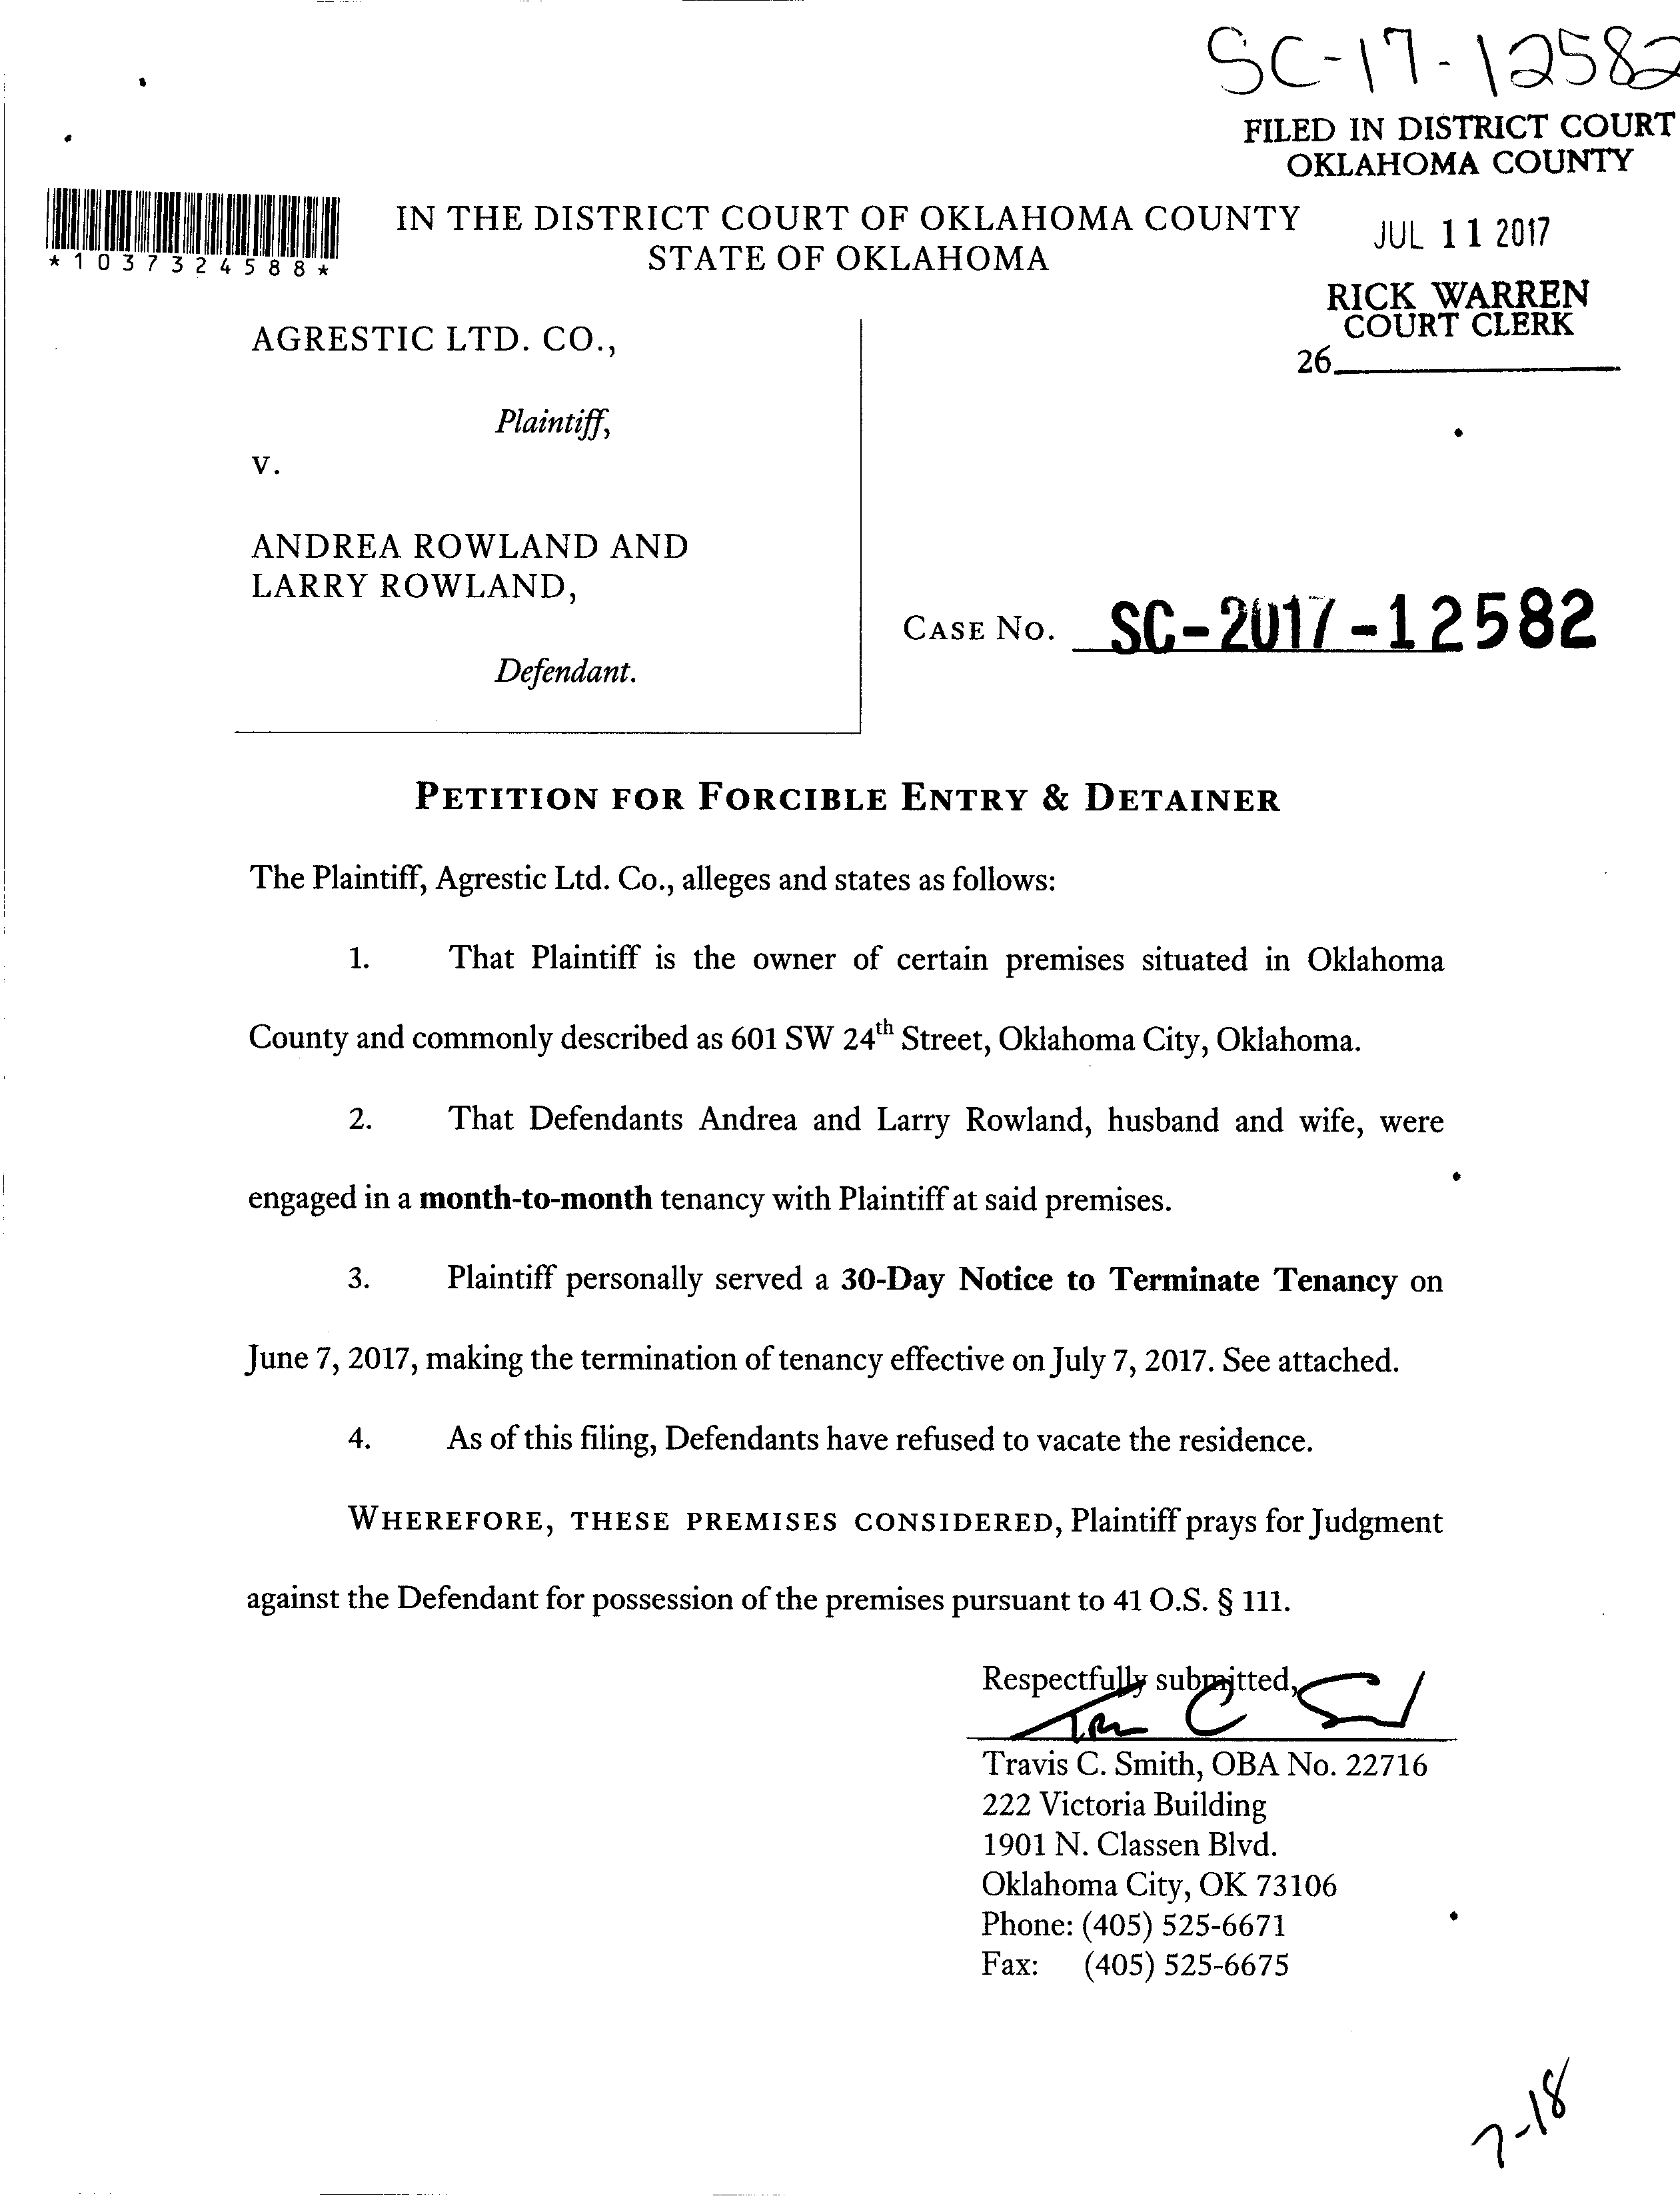 SC-17-12582
FILED IN DISTRICT COURT
OKLAHOMA COUNTY
JUL 11 2017
RICK WARREN
COURT CLERK
26
*1037324588*
IN THE DISTRICT COURT OF OKLAHOMA COUNTY
STATE OF OKLAHOMA
AGRESTIC LTD. CO.,
Plaintiff,
v.
ANDREA ROWLAND AND
LARRY ROWLAND,
Defendant.
CASE NO. SC-2017-12582
PETITION FOR FORCIBLE ENTRY & DETAINER
The Plaintiff, Agrestic Ltd. Co., alleges and states as follows:
1. That Plaintiff is the owner of certain premises situated in Oklahoma
County and commonly described as 601 SW 24th Street, Oklahoma City, Oklahoma.
2. That Defendants Andrea and Larry Rowland, husband and wife, were
engaged in a month-to-month tenancy with Plaintiff at said premises.
3. Plaintiff personally served a 30-Day Notice to Terminate Tenancy on
June 7, 2017, making the termination of tenancy effective on July 7, 2017. See attached.
4. As of this filing, Defendants have refused to vacate the residence.
WHEREFORE, THESE PREMISES CONSIDERED, Plaintiff prays for Judgment
against the Defendant for possession of the premises pursuant to 41 O.S. § 111.
Respectfully submitted,
Travis C. Smith, OBA No. 22716
222 Victoria Building
1901 N. Classen Blvd.
Oklahoma City, OK 73106
Phone: (405) 525-6671
Fax: (405) 525-6675
7-18